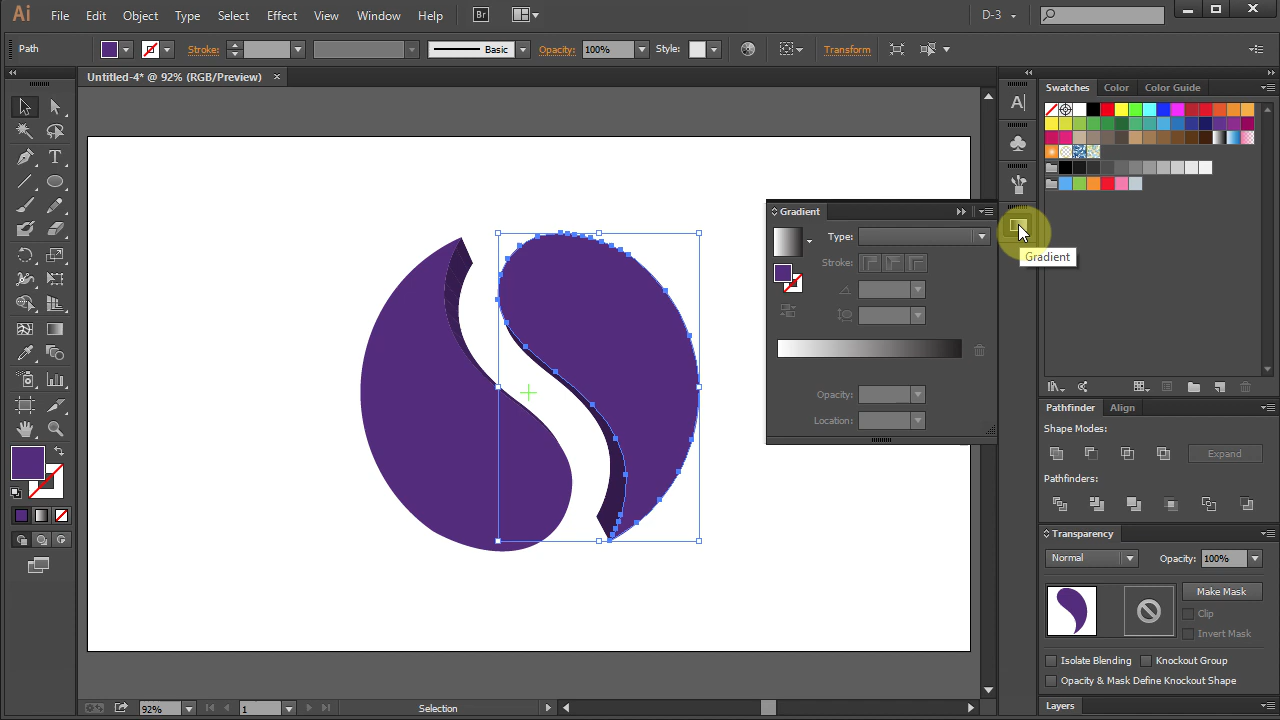 Ai File Edit Object Type Select Effect View Window Help Br D-3
Path Stroke: Basic Opacity: 100% Style: Transform
Untitled-4* @ 92% (RGB/Preview) ×
Swatches Color Color Guide
Gradient
Type:
Stroke:
Opacity:
Location:
Gradient
Pathfinder Align
Shape Modes:
Expand
Pathfinders:
Transparency
Normal Opacity: 100%
Make Mask
Clip
Invert Mask
Isolate Blending Knockout Group
Opacity & Mask Define Knockout Shape
Layers
92% 1 Selection